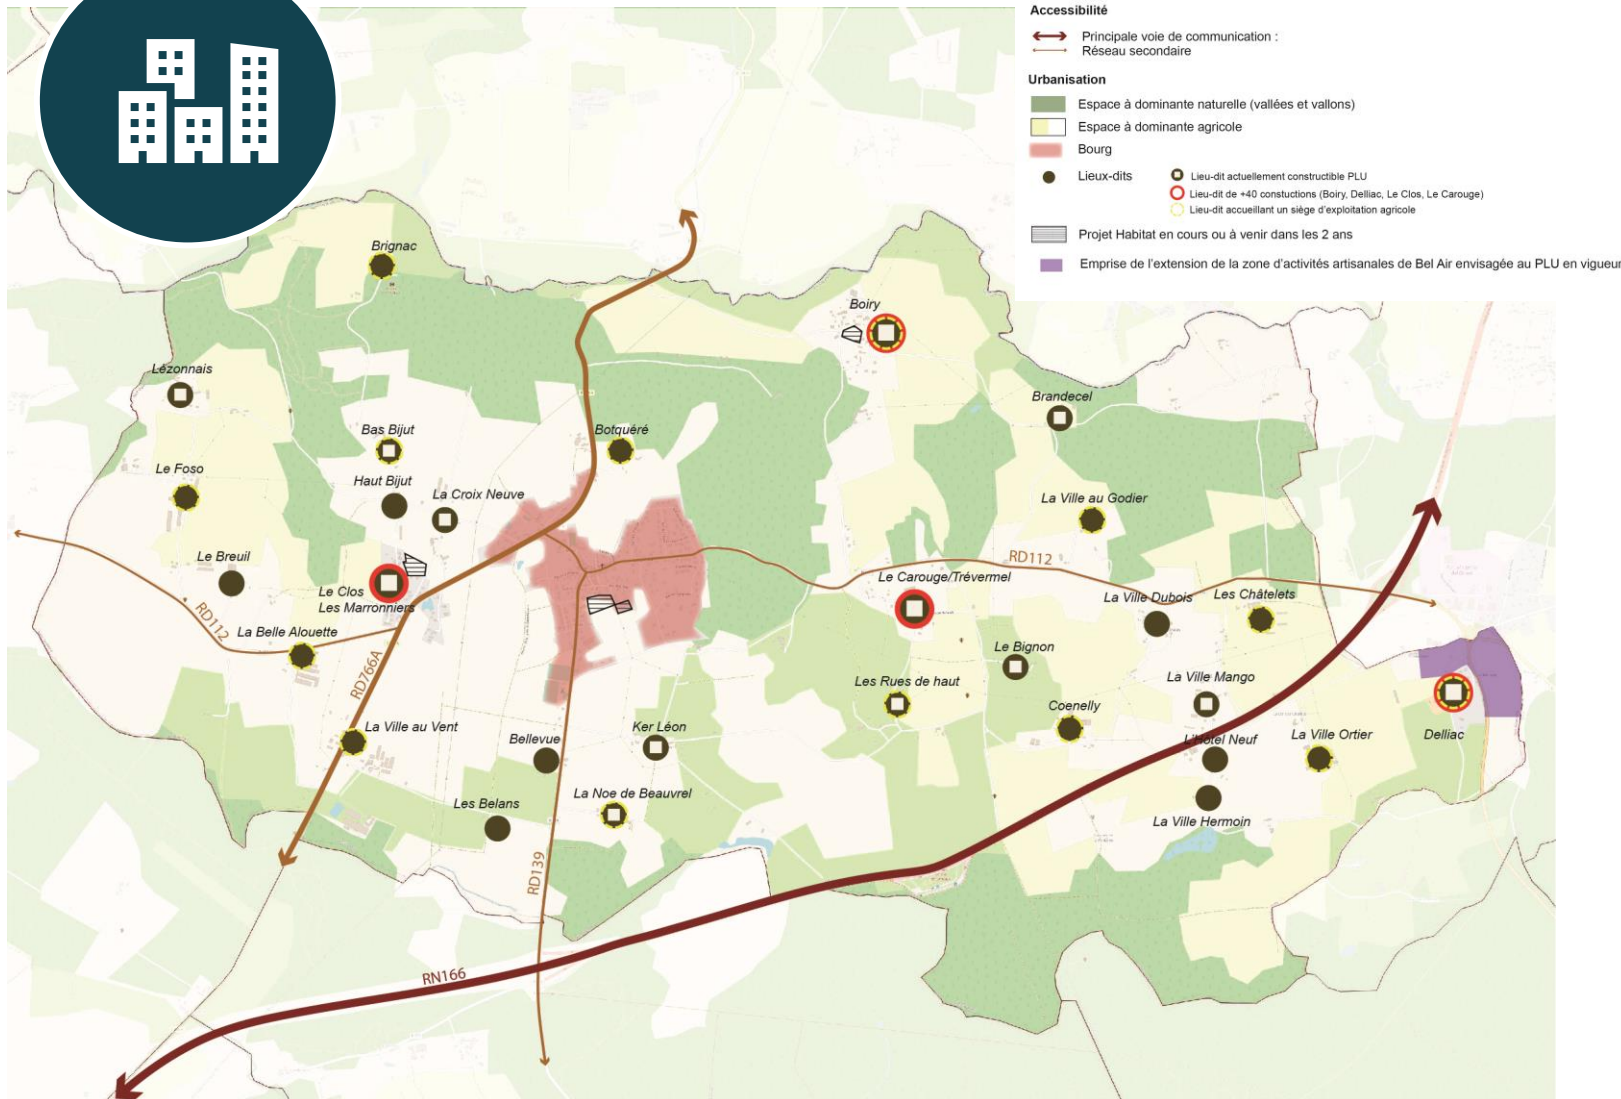 Accessibilité
Principale voie de communication :
Réseau secondaire
Urbanisation
Espace à dominante naturelle (vallées et vallons)
Espace à dominante agricole
Bourg
Lieux-dits
Lieu-dit actuellement constructible PLU
Lieu-dit de +40 constuctions (Boiry, Delliac, Le Clos, Le Carouge)
Lieu-dit accueillant un siège d'exploitation agricole
Projet Habitat en cours ou à venir dans les 2 ans
Emprise de l'extension de la zone d'activités artisanales de Bel Air envisagée au PLU en vigueur
Brignac
Boiry
Lézonnais
Brandecel
Bas Bijut
Botquéré
Le Foso
Haut Bijut
La Croix Neuve
La Ville au Godier
Le Breuil
RD112
Le Clos
Les Marronniers
Le Carouge/Trévermel
La Ville Dubois
Les Châtelets
RD112
La Belle Alouette
RD766A
Le Bignon
Les Rues de haut
La Ville Mango
Coenelly
La Ville au Vent
Bellevue
Ker Léon
L'Hôtel Neuf
La Ville Ortier
Delliac
Les Belans
La Noe de Beauvrel
La Ville Hermoin
RD139
RN166